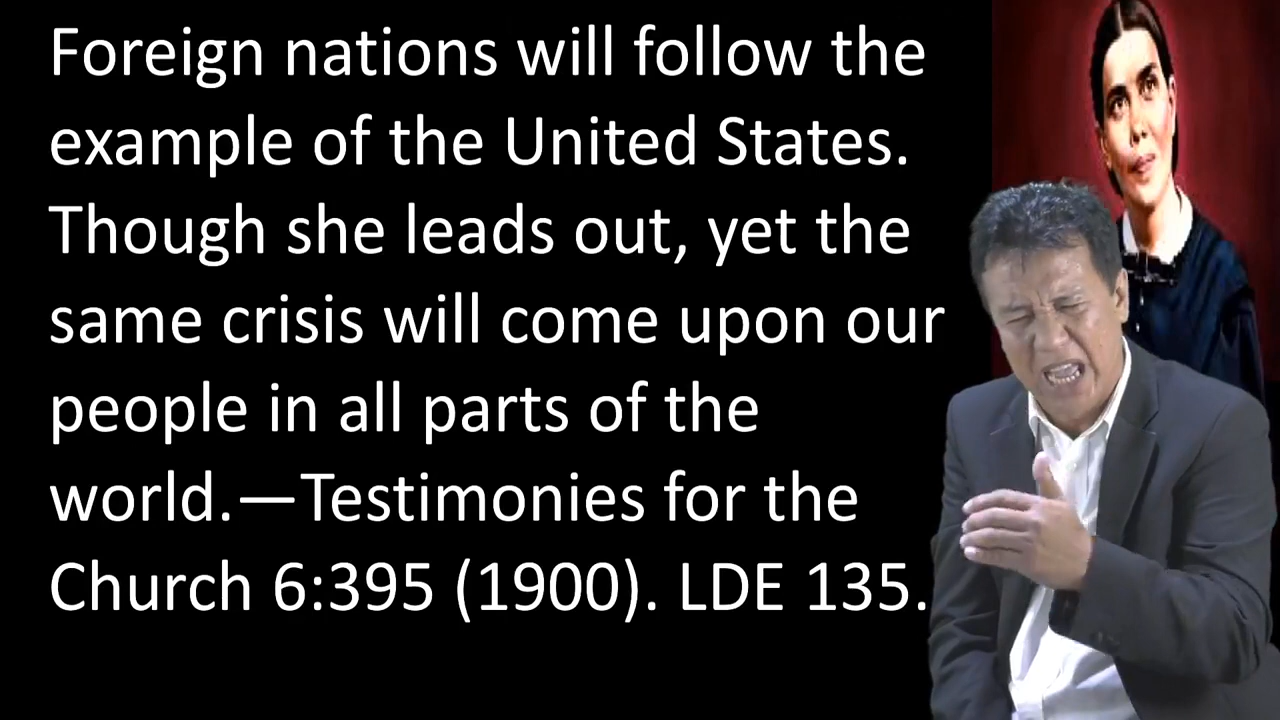 Foreign nations will follow the
example of the United States.
Though she leads out, yet the
same crisis will come upon our
people in all parts of the
world.—Testimonies for the
Church 6:395 (1900). LDE 135.